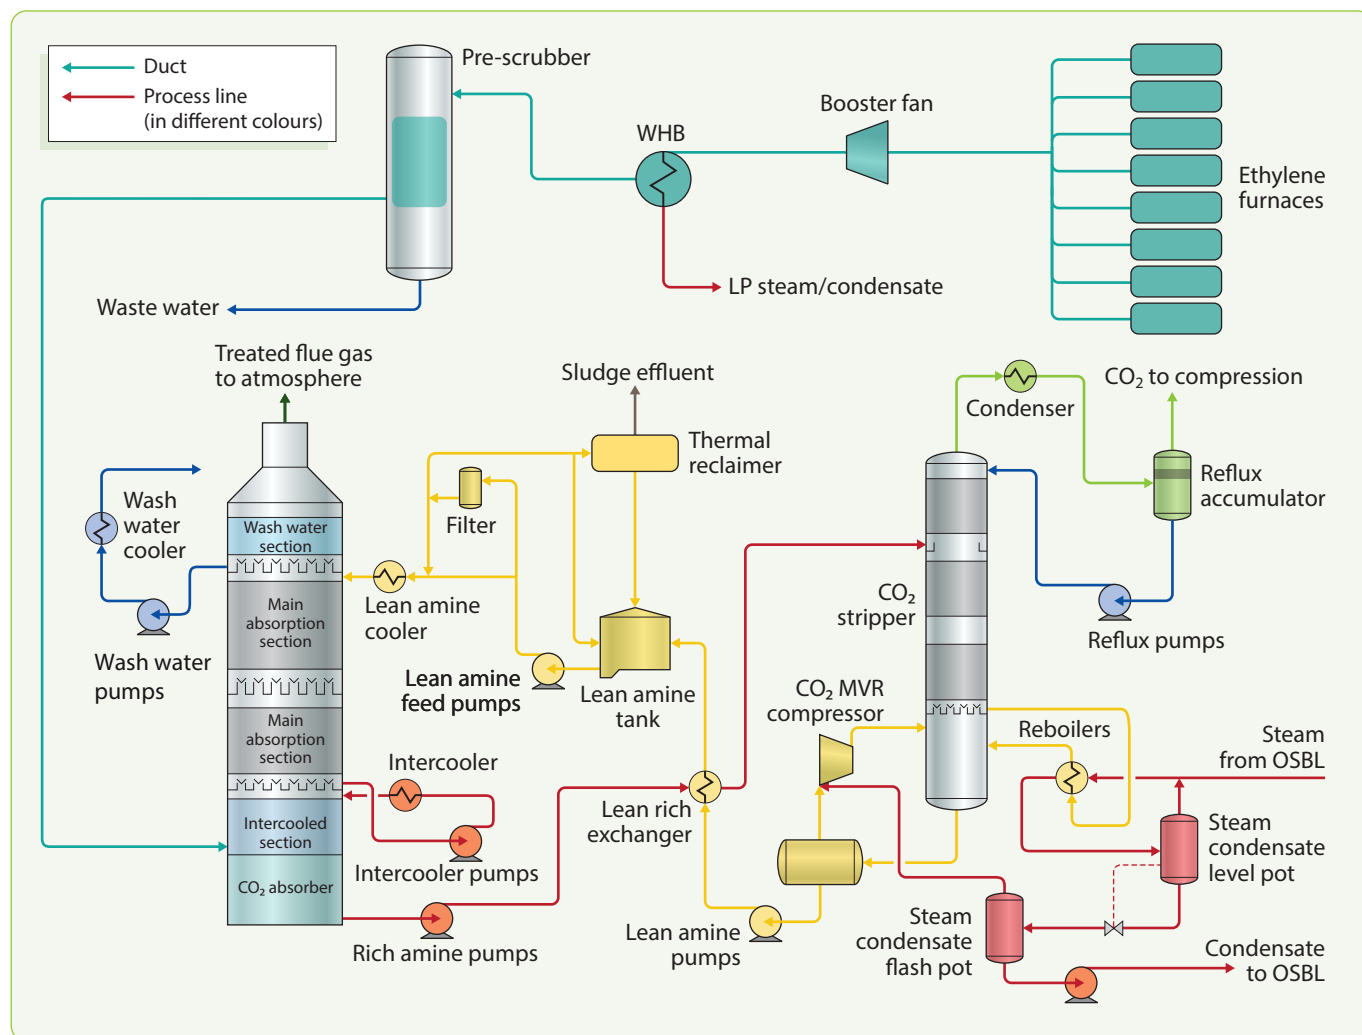 Duct
Process line
(in different colours)
Pre-scrubber
WHB
Booster fan
Ethylene
furnaces
LP steam/condensate
Waste water
Treated flue gas
to atmosphere
Sludge effluent
Condenser
CO₂ to compression
Thermal
reclaimer
Reflux
accumulator
Wash
water
cooler
Filter
Wash water
section
Main
absorption
section
Lean amine
cooler
CO₂
stripper
Reflux pumps
Wash water
pumps
Lean amine
feed pumps
Lean amine
tank
CO₂ MVR
compressor
Main
absorption
section
Intercooler
Reboilers
Steam
from OSBL
Lean rich
exchanger
Intercooled
section
Intercooler pumps
Steam
condensate
level pot
CO₂ absorber
Rich amine pumps
Lean amine
pumps
Steam
condensate
flash pot
Condensate
to OSBL